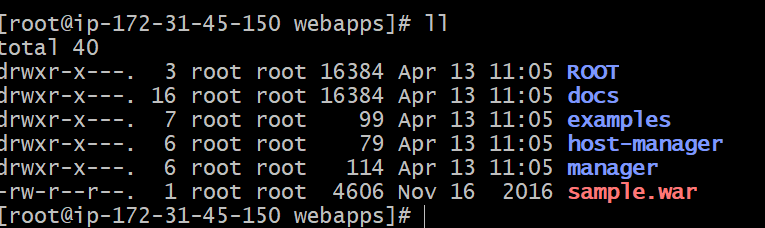 [root@ip-172-31-45-150 webapps]# ll
total 40
drwxr-x---.  3 root root 16384 Apr 13 11:05 ROOT
drwxr-x---. 16 root root 16384 Apr 13 11:05 docs
drwxr-x---.  7 root root    99 Apr 13 11:05 examples
drwxr-x---.  6 root root    79 Apr 13 11:05 host-manager
drwxr-x---.  6 root root   114 Apr 13 11:05 manager
-rw-r--r--.  1 root root  4606 Nov 16  2016 sample.war
[root@ip-172-31-45-150 webapps]#